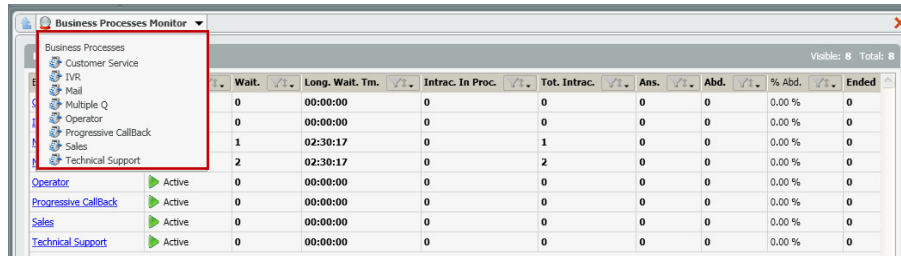 Business Processes Monitor
Visible: 8 Total: 8
Business Processes
Customer Service
IVR
Mail
Multiple Q
Operator
Progressive CallBack
Sales
Technical Support
Wait. Long. Wait. Tm. Intrac. In Proc. Tot. Intrac. Ans. Abd. % Abd. Ended
0 00:00:00 0 0 0 0 0.00 % 0
0 00:00:00 0 0 0 0 0.00 % 0
1 02:30:17 0 1 0 0 0.00 % 0
2 02:30:17 0 2 0 0 0.00 % 0
Operator Active 0 00:00:00 0 0 0 0 0.00 % 0
Progressive CallBack Active 0 00:00:00 0 0 0 0 0.00 % 0
Sales Active 0 00:00:00 0 0 0 0 0.00 % 0
Technical Support Active 0 00:00:00 0 0 0 0 0.00 % 0